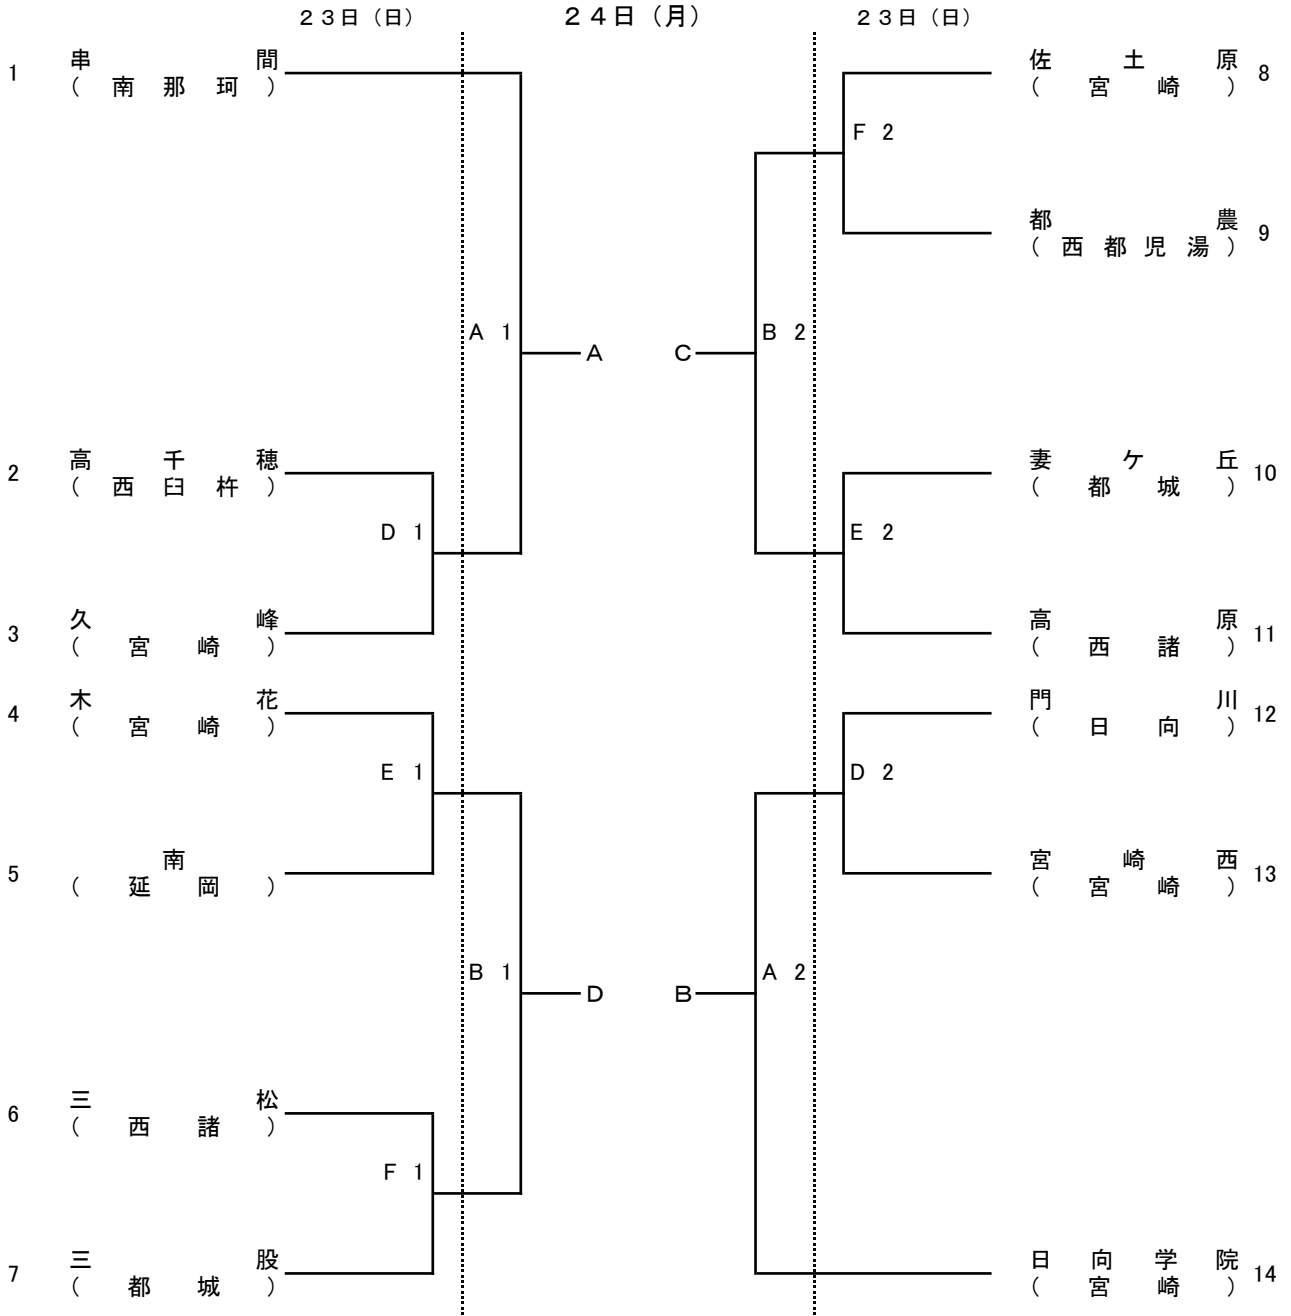 ２３日（日）
２４日（月）
２３日（日）
1 串間
（南那珂）
A 1
A
2 高千穂
（西臼杵）
D 1
3 久峰
（宮崎）
4 木花
（宮崎）
E 1
5 南
（延岡）
B 1
D
6 三松
（西諸）
F 1
7 三股
（都城）
佐土原 8
（宮崎）
F 2
都農 9
（西都児湯）
C
B 2
妻ケ丘 10
（都城）
E 2
高原 11
（西諸）
門川 12
（日向）
D 2
宮崎西 13
（宮崎）
B
A 2
日向学院 14
（宮崎）